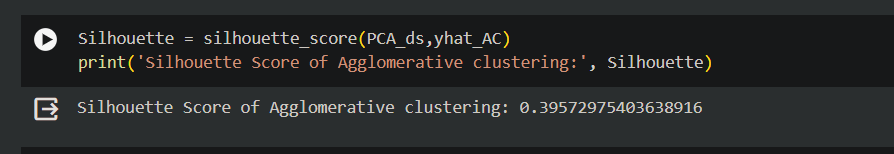 Silhouette = silhouette_score(PCA_ds,yhat_AC)
print('Silhouette Score of Agglomerative clustering:', Silhouette)
Silhouette Score of Agglomerative clustering: 0.39572975403638916